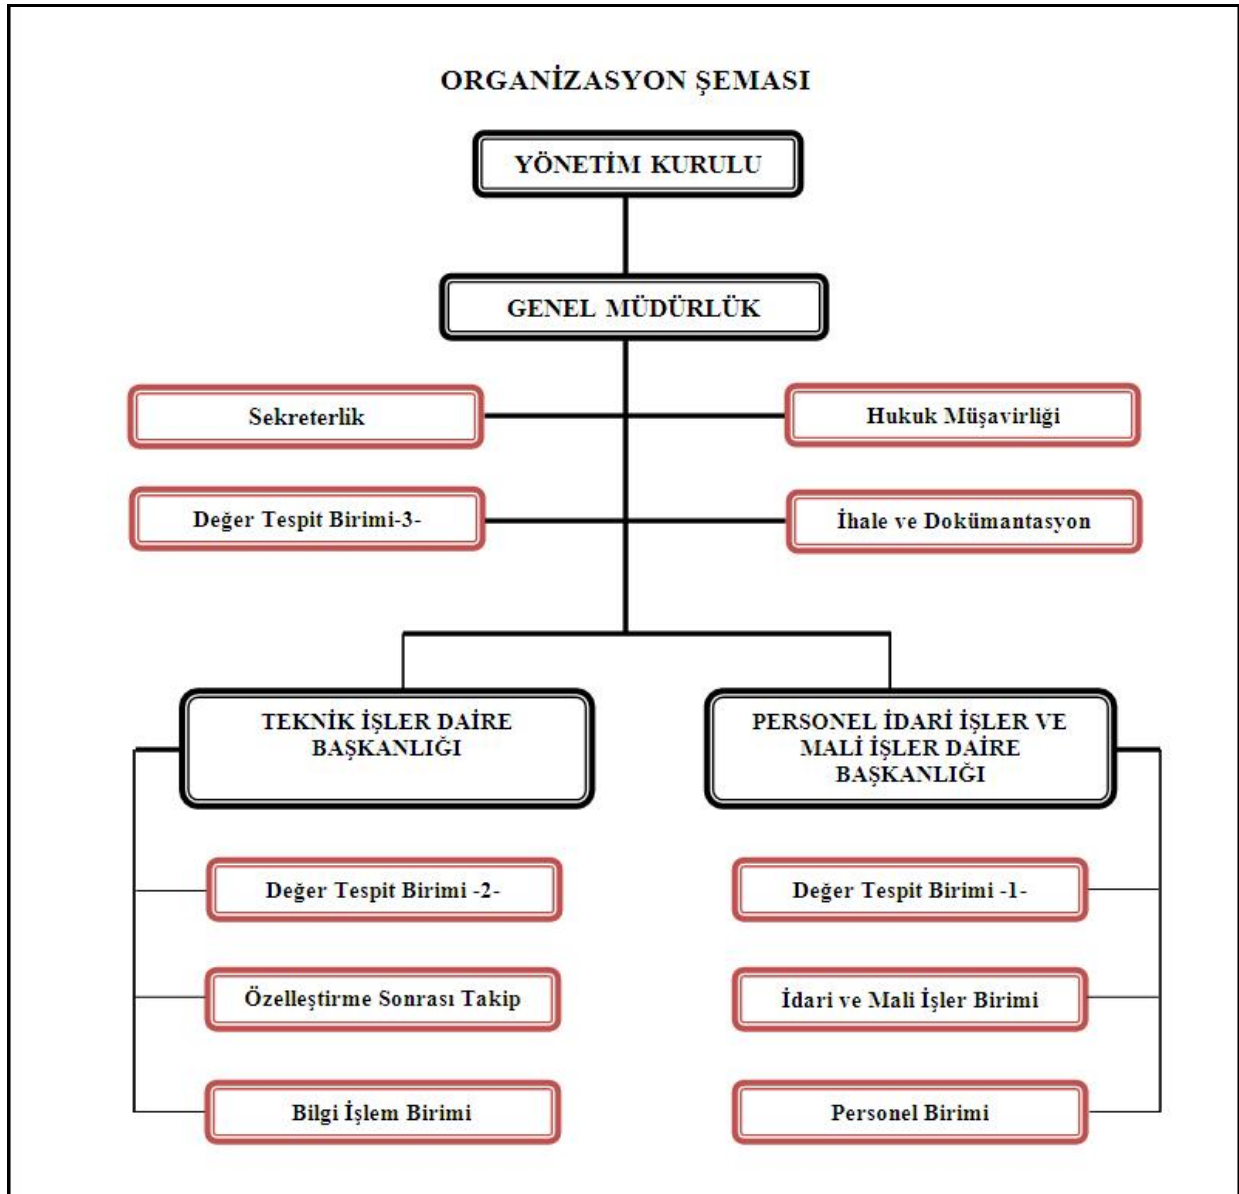 ORGANİZASYON ŞEMASI
YÖNETİM KURULU
GENEL MÜDÜRLÜK
Sekreterlik
Hukuk Müşavirliği
Değer Tespit Birimi-3-
İhale ve Dokümantasyon
TEKNİK İŞLER DAİRE
BAŞKANLIĞI
PERSONEL İDARİ İŞLER VE
MALİ İŞLER DAİRE
BAŞKANLIĞI
Değer Tespit Birimi -2-
Değer Tespit Birimi -1-
Özelleştirme Sonrası Takip
İdari ve Mali İşler Birimi
Bilgi İşlem Birimi
Personel Birimi